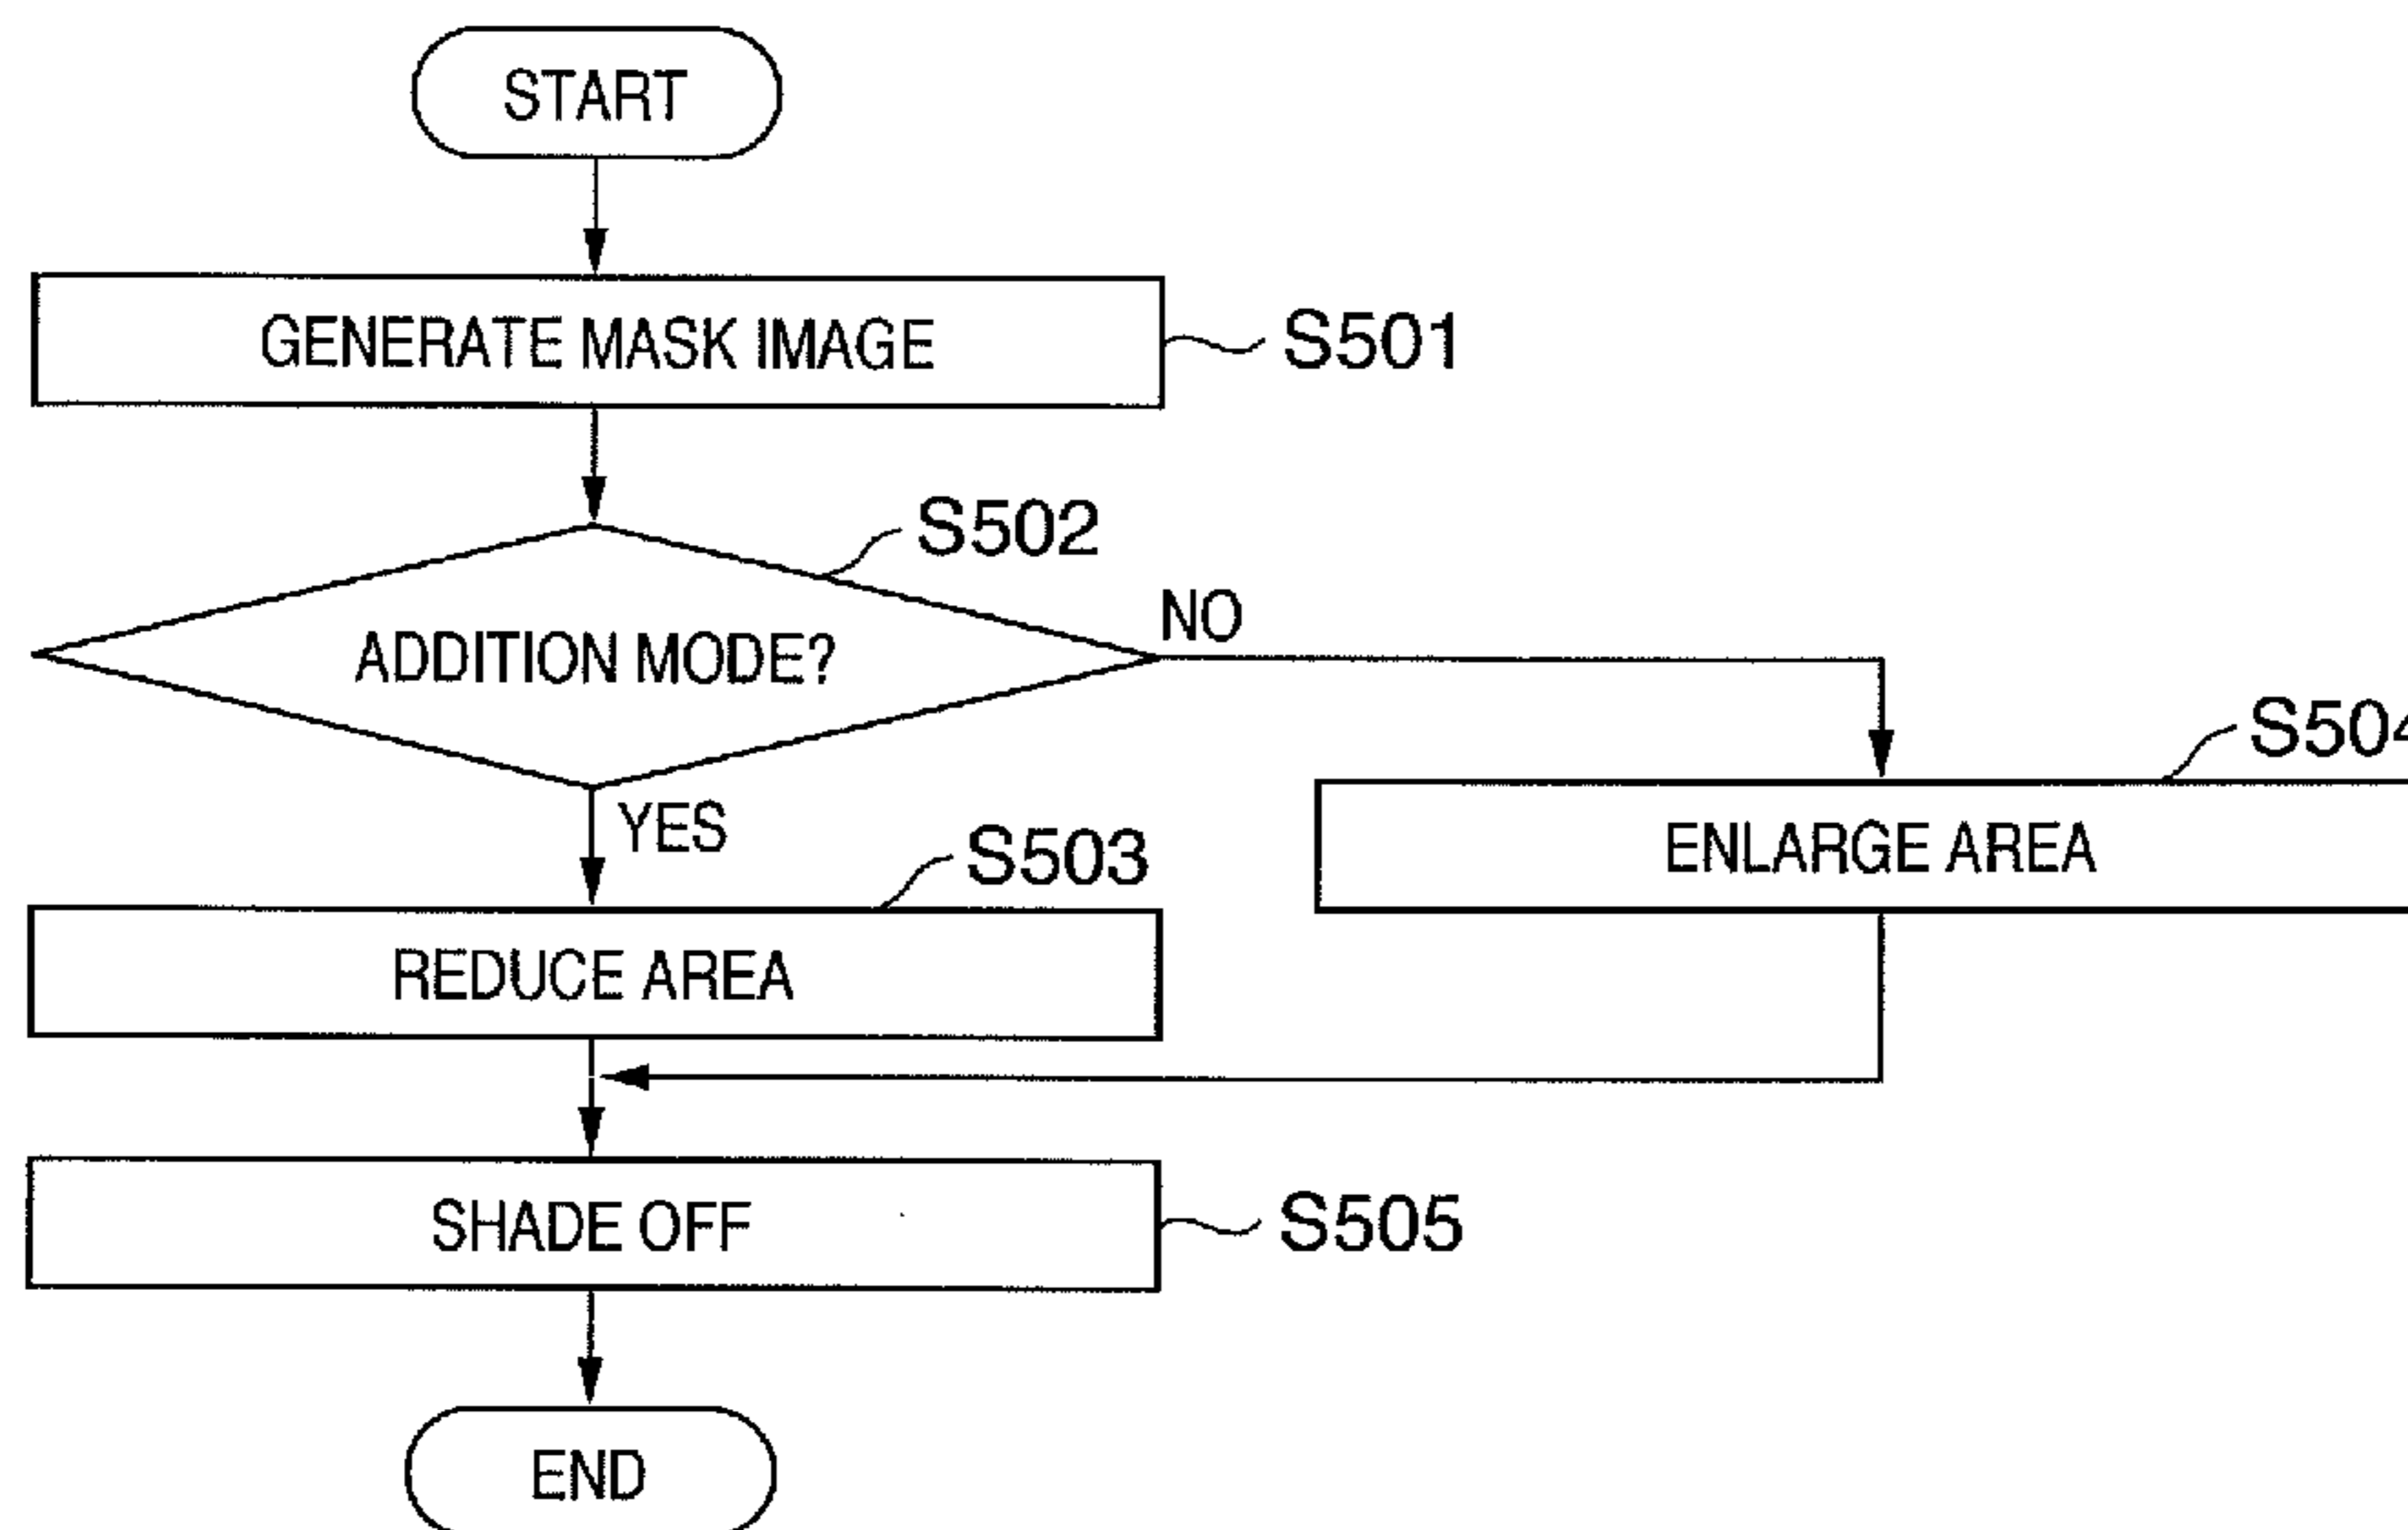 START
GENERATE MASK IMAGE
S501
S502
ADDITION MODE?
NO
YES
S504
ENLARGE AREA
S503
REDUCE AREA
SHADE OFF
S505
END